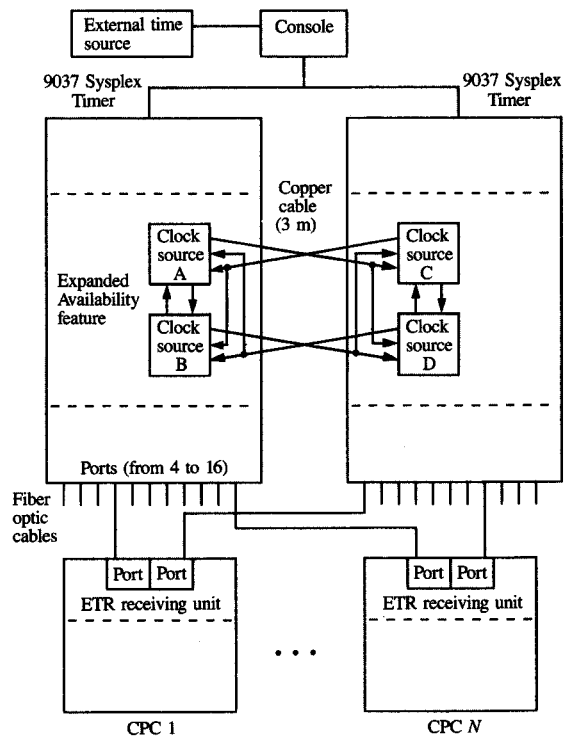 External time
source
Console
9037 Sysplex
Timer
9037 Sysplex
Timer
Copper
cable
(3 m)
Clock
source
A
Clock
source
C
Expanded
Availability
feature
Clock
source
B
Clock
source
D
Ports (from 4 to 16)
Fiber
optic
cables
Port
Port
ETR receiving unit
Port
Port
ETR receiving unit
CPC 1
CPC N